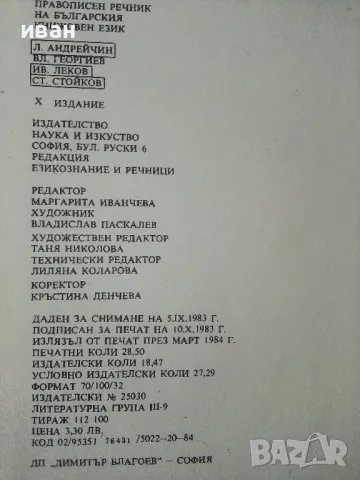 иван
ПРАВОПИСЕН РЕЧНИК
НА БЪЛГАРСКИЯ
КНИЖОВЕН ЕЗИК
Л. АНДРЕЙЧИН
ВЛ. ГЕОРГИЕВ
ИВ. ЛЕКОВ
СТ. СТОЙКОВ
X ИЗДАНИЕ
ИЗДАТЕЛСТВО
НАУКА И ИЗКУСТВО
СОФИЯ, БУЛ. РУСКИ 6
РЕДАКЦИЯ
ЕЗИКОЗНАНИЕ И РЕЧНИЦИ
РЕДАКТОР
МАРГАРИТА ИВАНЧЕВА
ХУДОЖНИК
ВЛАДИСЛАВ ПАСКАЛЕВ
ХУДОЖЕСТВЕН РЕДАКТОР
ТАНЯ НИКОЛОВА
ТЕХНИЧЕСКИ РЕДАКТОР
ЛИЛЯНА КОЛАРОВА
КОРЕКТОР
КРЪСТИНА ДЕНЧЕВА
ДАДЕН ЗА СНИМАНЕ НА 5.IX.1983 Г.
ПОДПИСАН ЗА ПЕЧАТ НА 10.X.1983 Г.
ИЗЛЯЗЪЛ ОТ ПЕЧАТ ПРЕЗ МАРТ 1984 Г.
ПЕЧАТНИ КОЛИ 28,50
ИЗДАТЕЛСКИ КОЛИ 18,47
УСЛОВНО ИЗДАТЕЛСКИ КОЛИ 27,29
ФОРМАТ 70/100/32
ИЗДАТЕЛСКИ № 25030
ЛИТЕРАТУРНА ГРУПА III-9
ТИРАЖ 112 100
ЦЕНА 3,30 ЛВ.
КОД 02/95351 76431 /5022-20-84
ДП „ДИМИТЪР БЛАГОЕВ" – СОФИЯ
bazar.bg